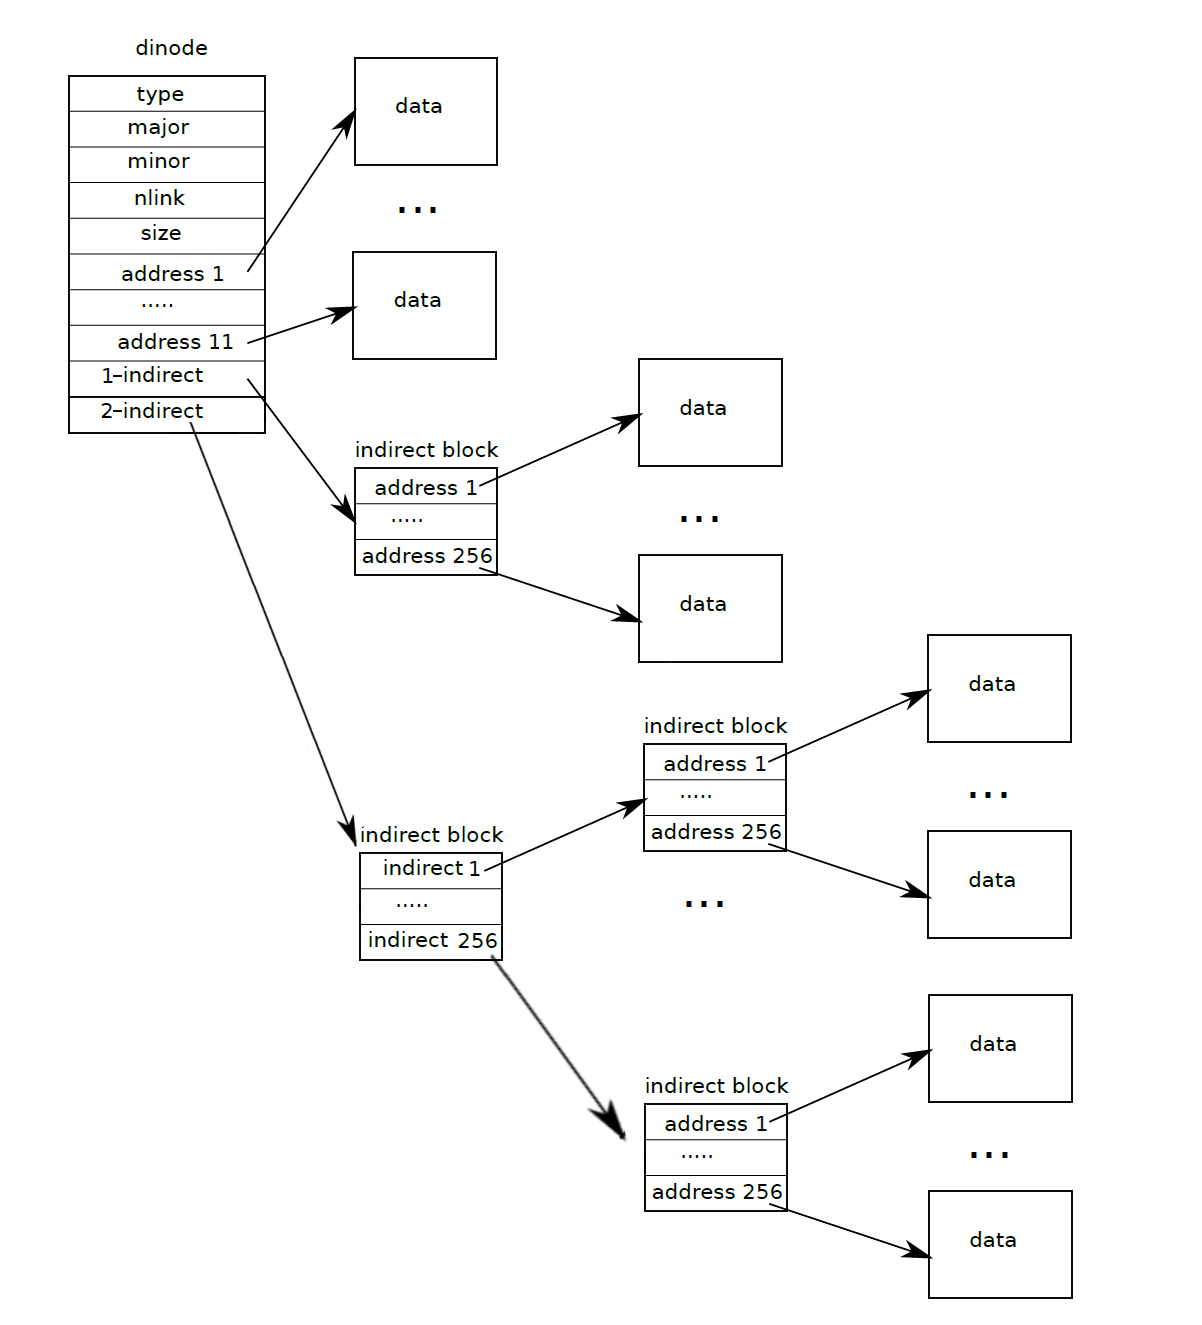 dinode
type
major
minor
nlink
size
address 1
.....
address 11
1-indirect
2-indirect
data
...
data
indirect block
address 1
.....
address 256
data
...
data
indirect block
indirect 1
.....
indirect 256
indirect block
address 1
.....
address 256
...
data
...
data
indirect block
address 1
.....
address 256
data
...
data